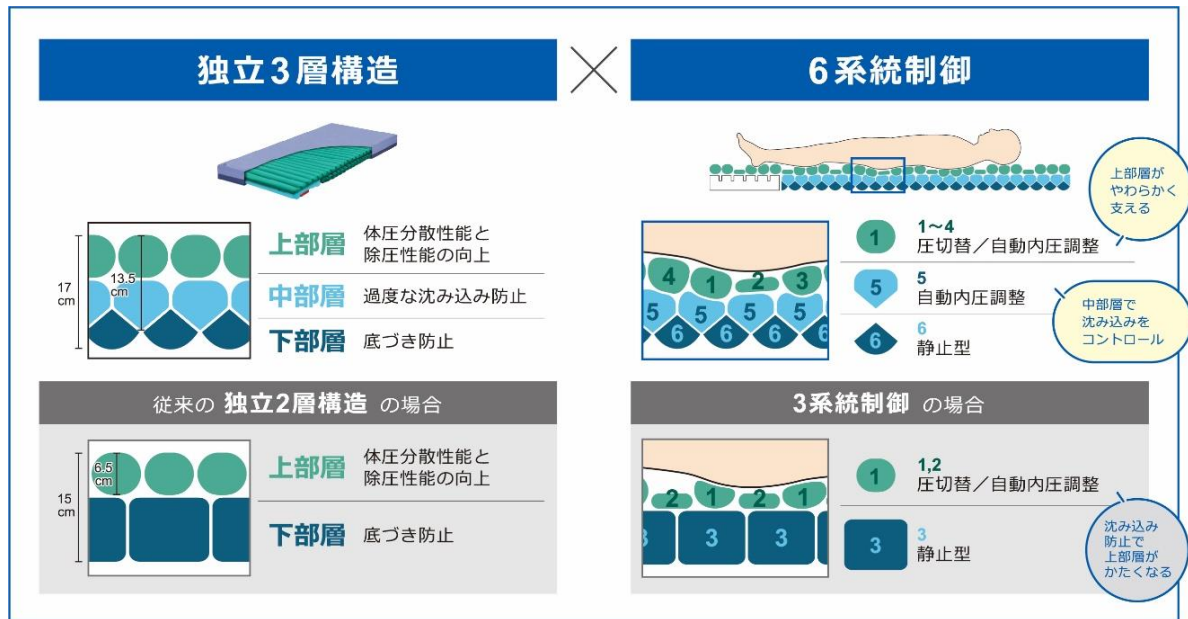 独立3層構造
×
6系統制御
17
cm
13.5
cm
上部層
体圧分散性能と
除圧性能の向上
中部層
過度な沈み込み防止
下部層
底づき防止
4
1
2
3
5
5
5
5
5
6
6
6
6
1
1~4
圧切替/自動内圧調整
5
5
自動内圧調整
6
6
静止型
上部層が
やわらかく
支える
中部層で
沈み込みを
コントロール
従来の 独立2層構造 の場合
15
cm
6.5
cm
上部層
体圧分散性能と
除圧性能の向上
下部層
底づき防止
3系統制御 の場合
2
1
2
1
3
3
3
3
1
1,2
圧切替/自動内圧調整
3
3
静止型
沈み込み
防止で
上部層が
かたくなる